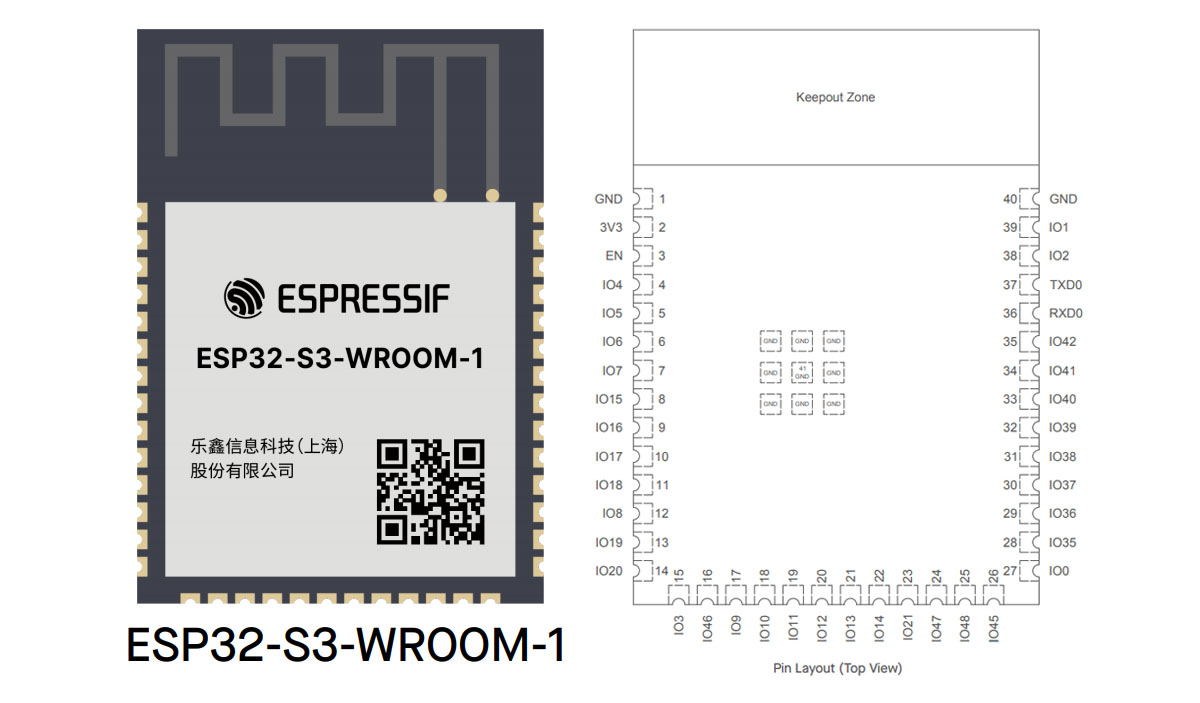 ESPRESSIF
ESP32-S3-WROOM-1
乐鑫信息科技(上海)
股份有限公司
ESP32-S3-WROOM-1
Keepout Zone
GND 1 40 GND
3V3 2 39 IO1
EN 3 38 IO2
IO4 4 37 TXD0
IO5 5 36 RXD0
IO6 6 GND GND GND 35 IO42
IO7 7 GND 41 GND GND 34 IO41
IO15 8 GND GND GND 33 IO40
IO16 9 32 IO39
IO17 10 31 IO38
IO18 11 30 IO37
IO8 12 29 IO36
IO19 13 28 IO35
IO20 14 27 IO0
15 16 17 18 19 20 21 22 23 24 25 26
IO3 IO46 IO9 IO10 IO11 IO12 IO13 IO14 IO21 IO47 IO48 IO45
Pin Layout (Top View)